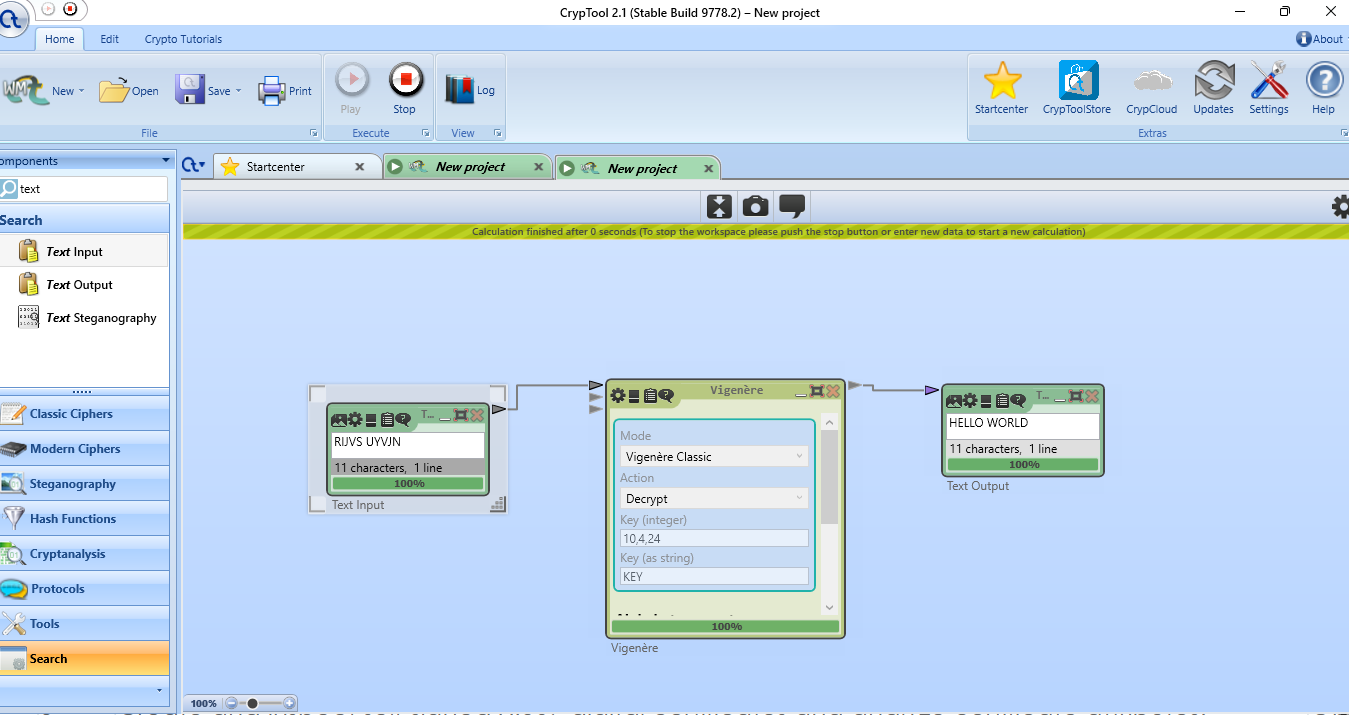 CrypTool 2.1 (Stable Build 9778.2) – New project
Home Edit Crypto Tutorials About
New Open Save Print Play Stop Log Startcenter CrypToolStore CrypCloud Updates Settings Help
File Execute View Extras
omponents
Startcenter New project New project
text
Search
Calculation finished after 0 seconds (To stop the workspace please push the stop button or enter new data to start a new calculation)
Text Input
Text Output
Text Steganography
Classic Ciphers
Modern Ciphers
Steganography
Hash Functions
Cryptanalysis
Protocols
Tools
Search
T...
RIJVS UYVJN
11 characters, 1 line
100%
Text Input
Vigenère
Mode
Vigenère Classic
Action
Decrypt
Key (integer)
10,4,24
Key (as string)
KEY
100%
Vigenère
T...
HELLO WORLD
11 characters, 1 line
100%
Text Output
100%